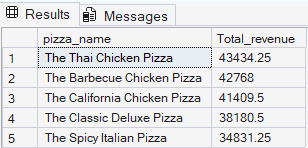 Results Messages
pizza_name Total_revenue
1 The Thai Chicken Pizza 43434.25
2 The Barbecue Chicken Pizza 42768
3 The California Chicken Pizza 41409.5
4 The Classic Deluxe Pizza 38180.5
5 The Spicy Italian Pizza 34831.25